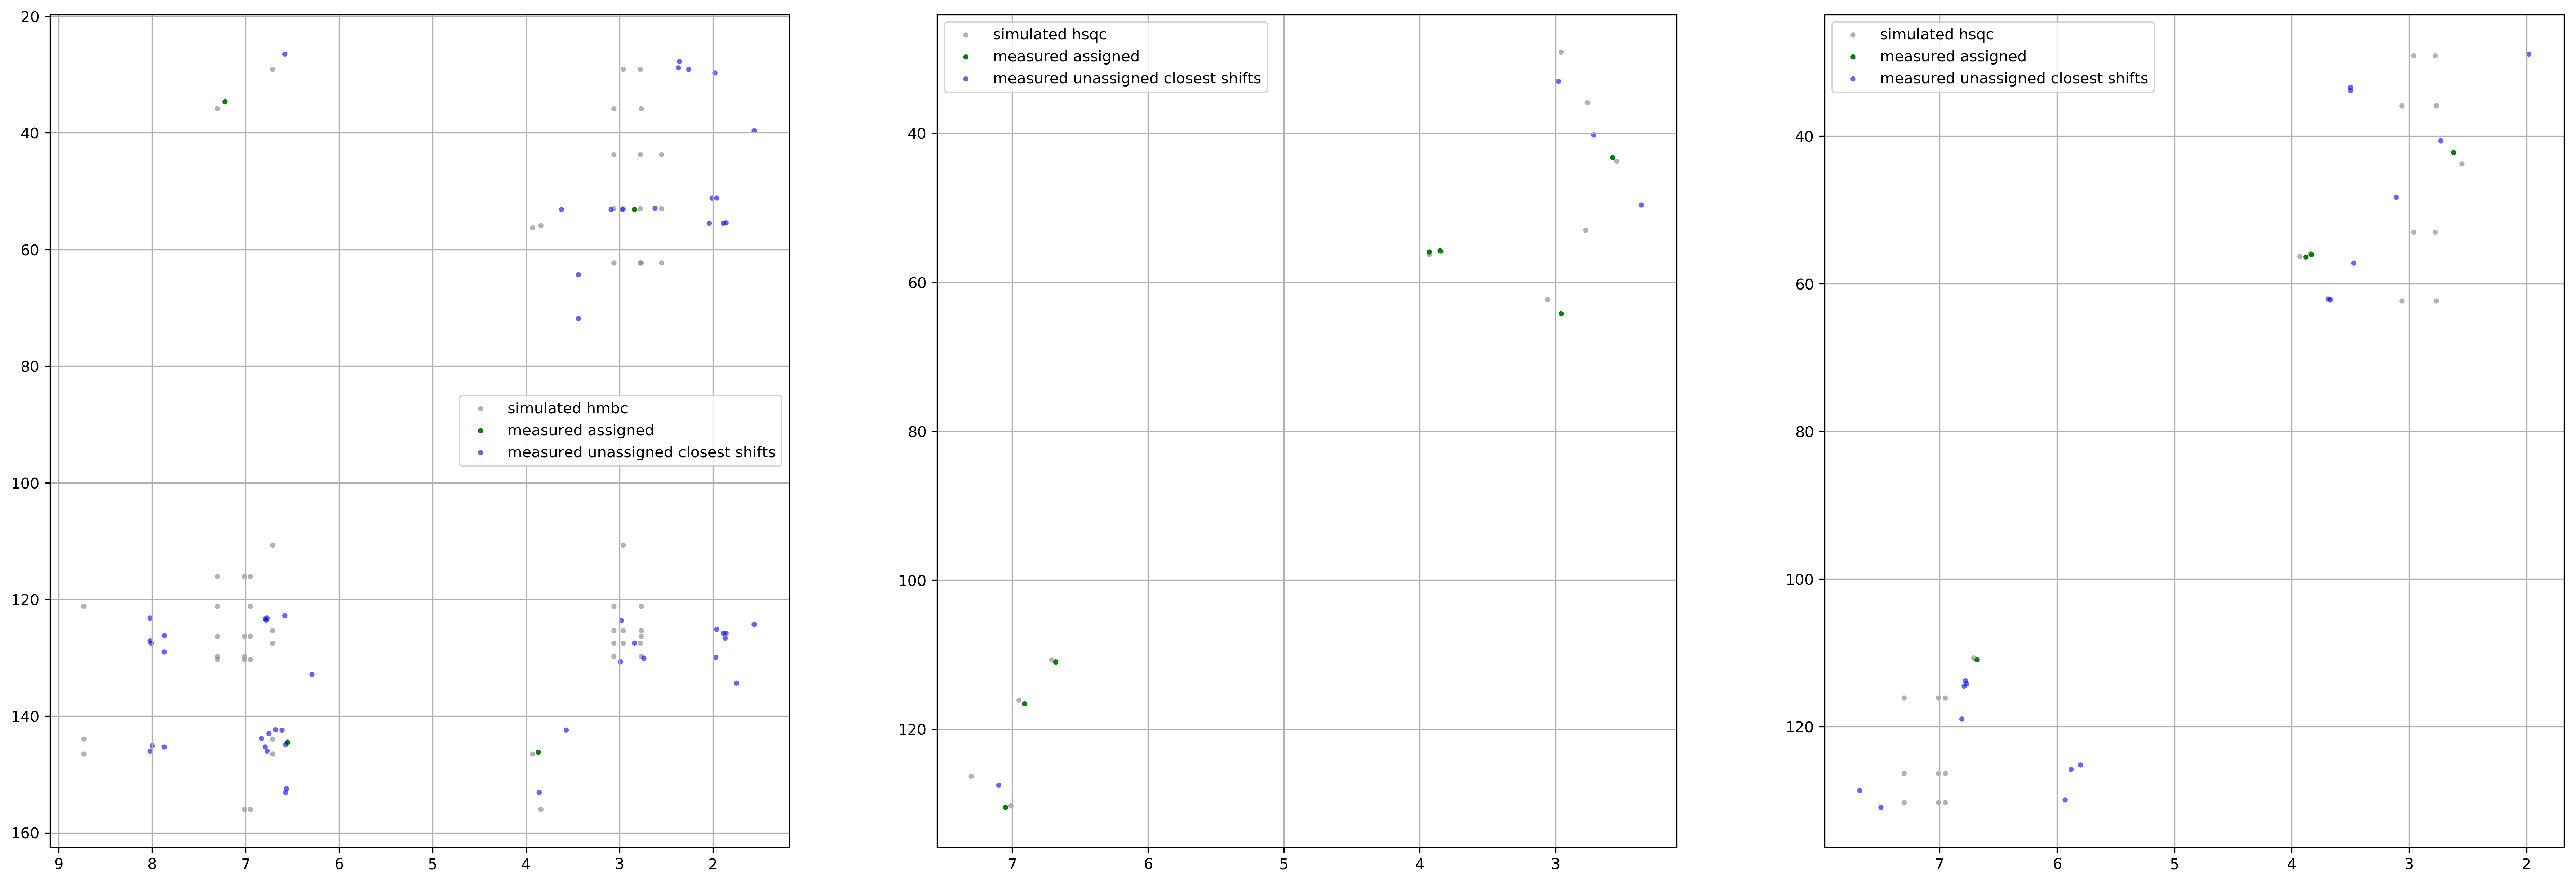 20
40
60
80
100
120
140
160
9 8 7 6 5 4 3 2
simulated hmbc
measured assigned
measured unassigned closest shifts
40
60
80
100
120
7 6 5 4 3
simulated hsqc
measured assigned
measured unassigned closest shifts
40
60
80
100
120
7 6 5 4 3 2
simulated hsqc
measured assigned
measured unassigned closest shifts